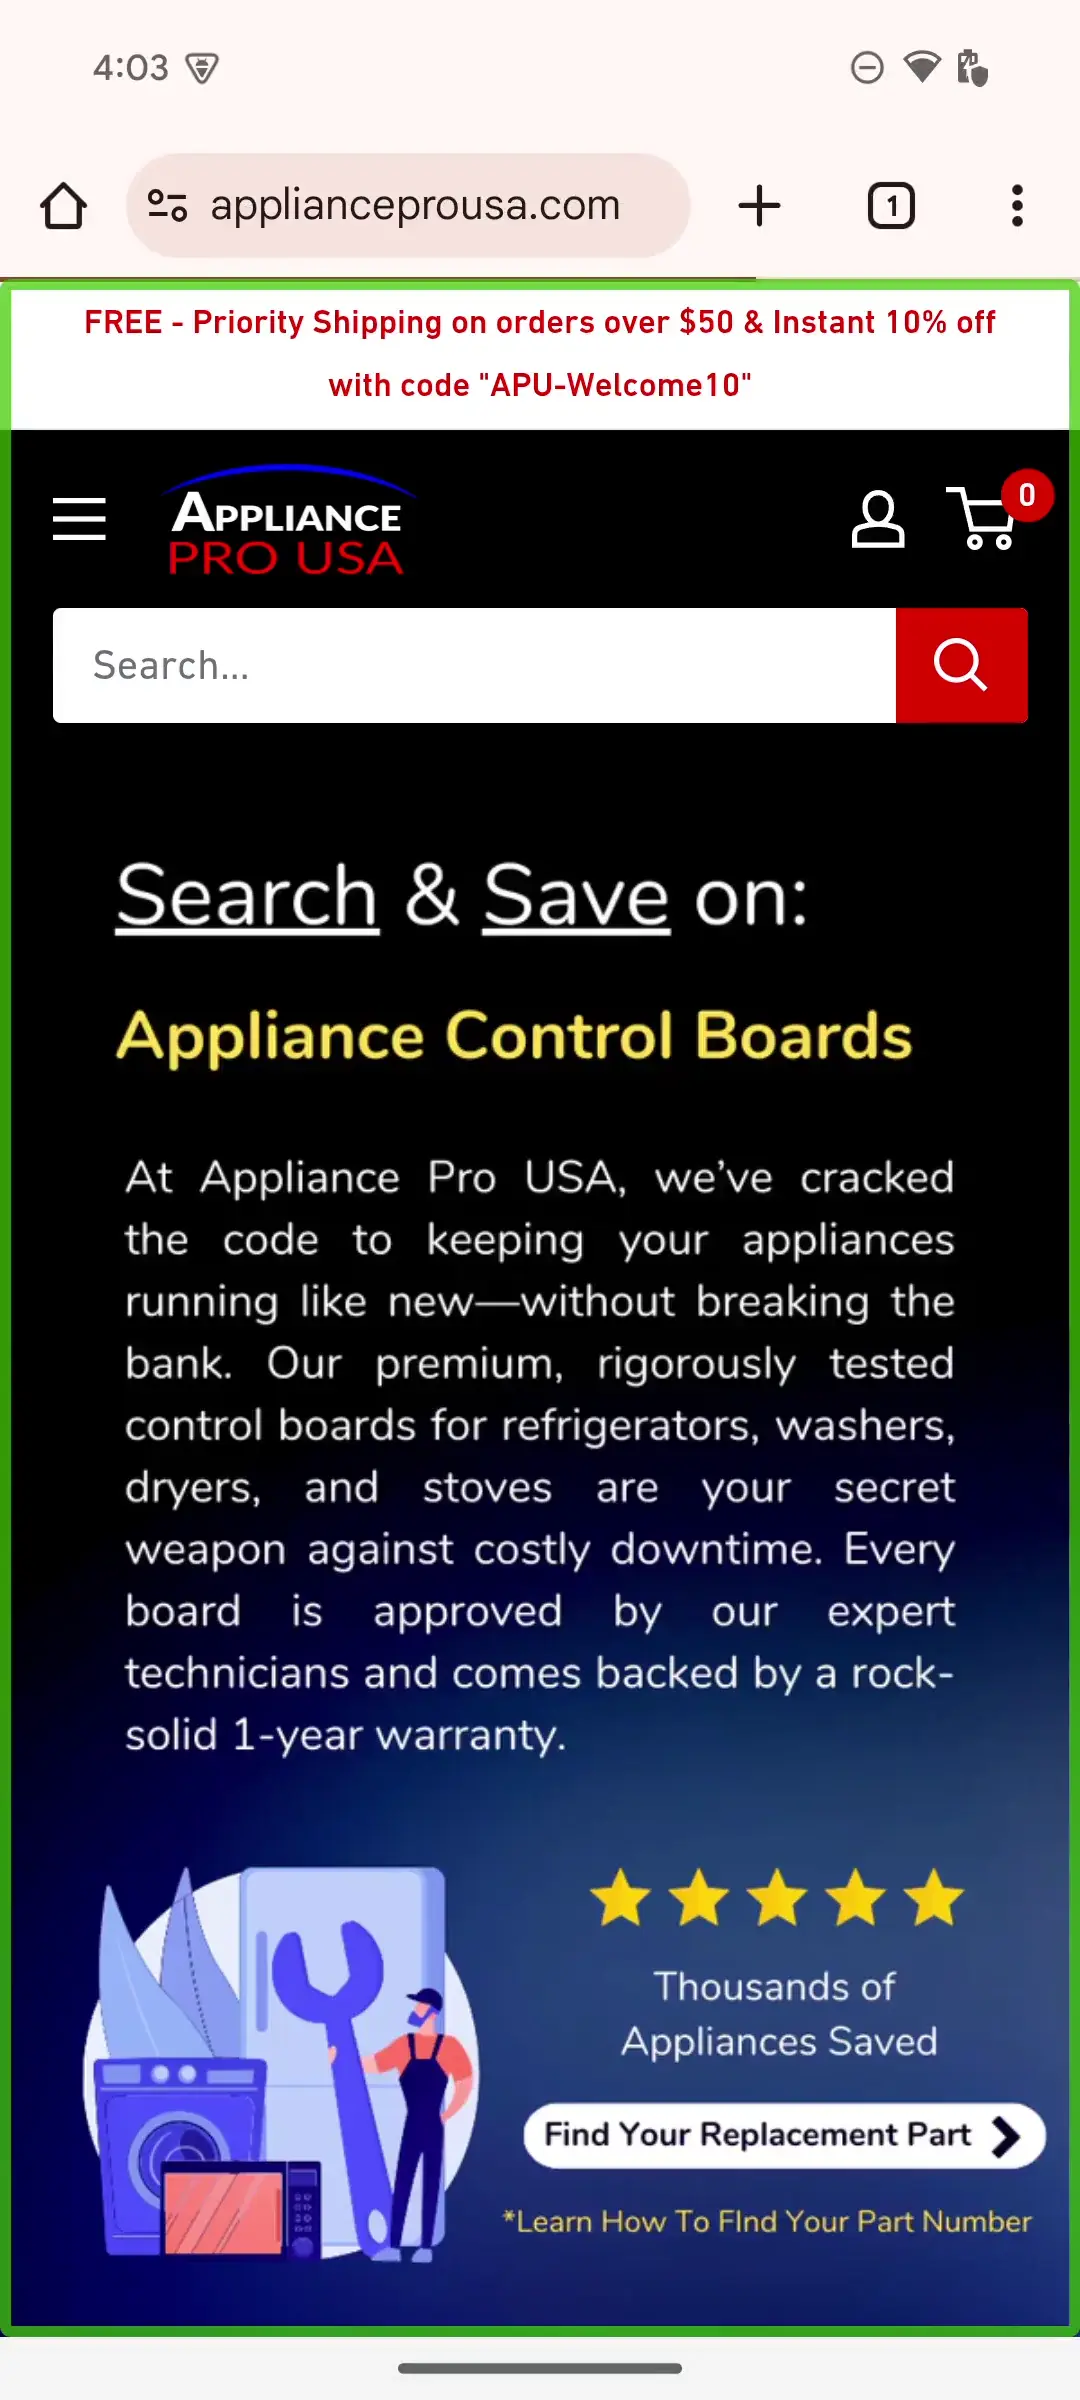 4:03
applianceprousa.com
1
FREE - Priority Shipping on orders over $50 & Instant 10% off
with code "APU-Welcome10"
APPLIANCE
PRO USA
0
Search...
Search & Save on:
Appliance Control Boards
At Appliance Pro USA, we’ve cracked
the code to keeping your appliances
running like new—without breaking the
bank. Our premium, rigorously tested
control boards for refrigerators, washers,
dryers, and stoves are your secret
weapon against costly downtime. Every
board is approved by our expert
technicians and comes backed by a rock-
solid 1-year warranty.
Thousands of
Appliances Saved
Find Your Replacement Part
*Learn How To FInd Your Part Number